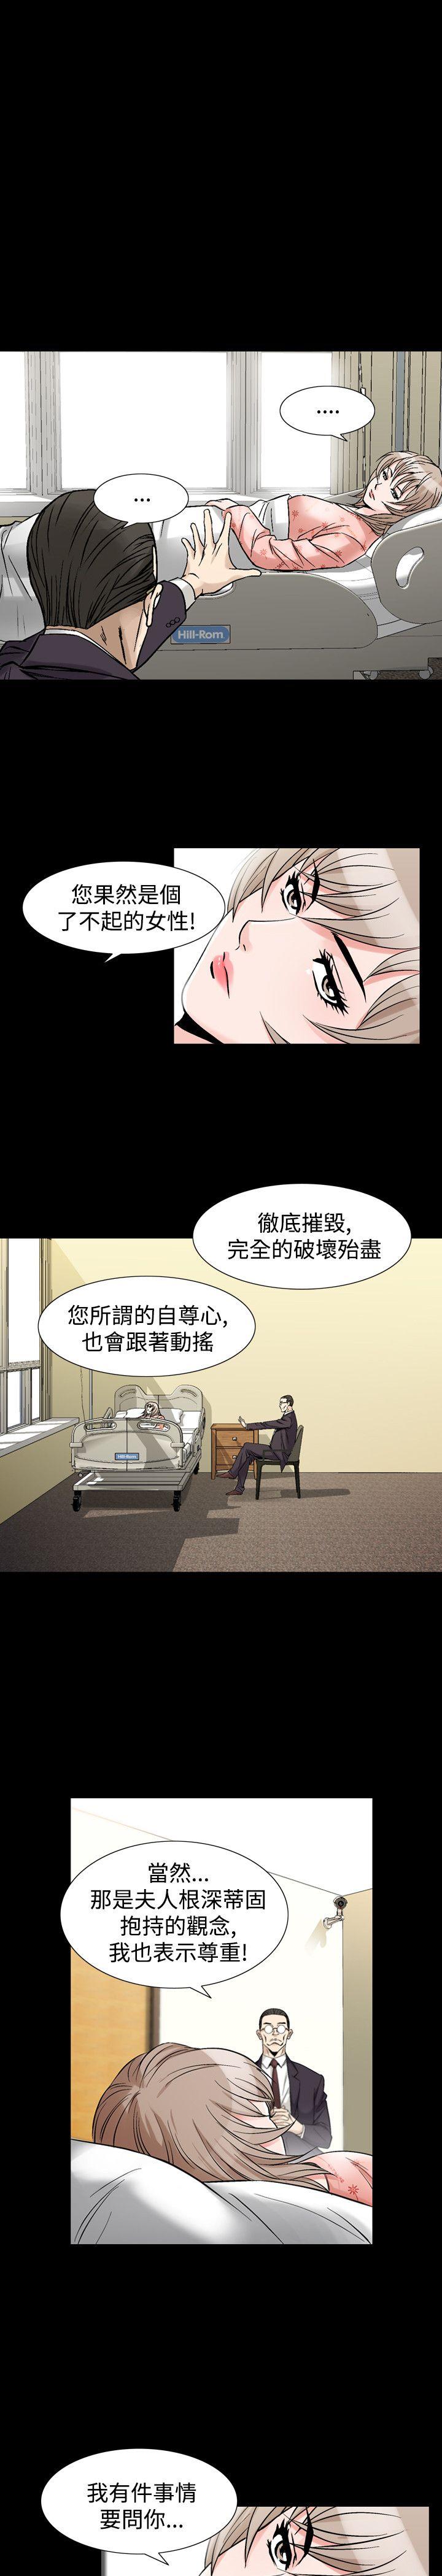 ....
...
Hill-Rom
您果然是個
了不起的女性!
徹底摧毀,
完全的破壞殆盡
您所謂的自尊心,
也會跟著動搖
Hill-Rom
當然...
那是夫人根深蒂固
抱持的觀念,
我也表示尊重!
我有件事情
要問你...